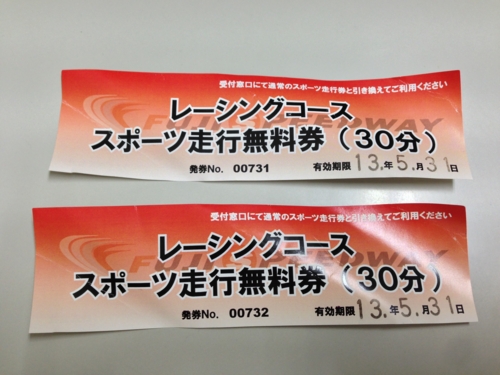 受付窓口にて通常のスポーツ走行券と引き換えてご利用ください
FUJI SPEEDWAY
レーシングコース
スポーツ走行無料券（30分）
発券No. 00731 有効期限 13.年5.月31日
受付窓口にて通常のスポーツ走行券と引き換えてご利用ください
FUJI SPEEDWAY
レーシングコース
スポーツ走行無料券（30分）
発券No. 00732 有効期限 13.年5.月31日